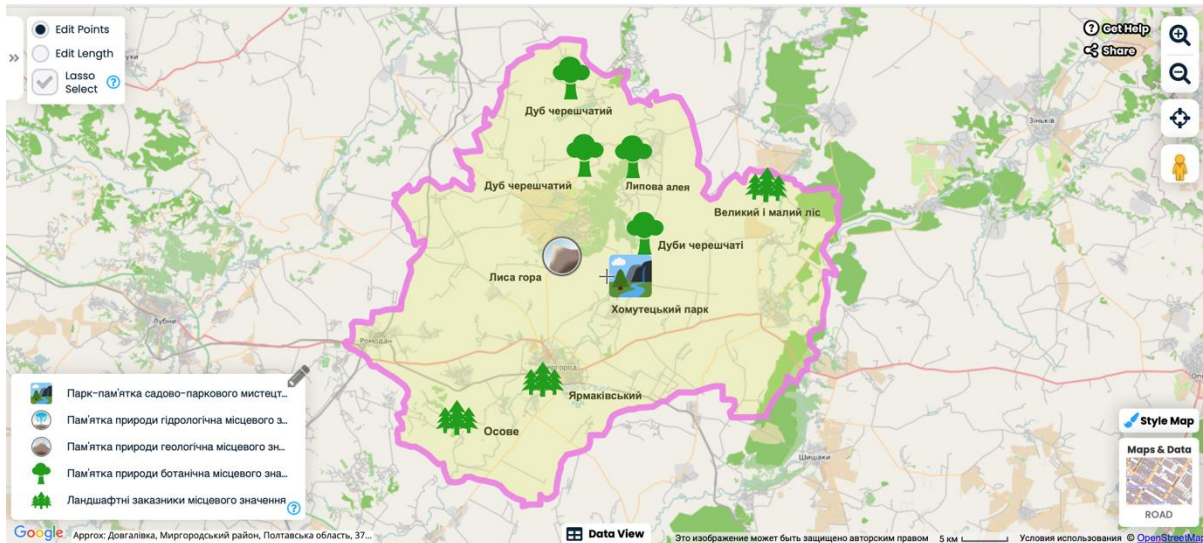 Edit Points
Edit Length
Lasso
Select
?
»
? Get Help
Share
Дуб черешчатий
Дуб черешчатий
Липова алея
Великий і малий ліс
Дуби черешчаті
Лиса гора
Хомутецький парк
Зіньків
Лубни
Ромодан
Ярмаківський
Осове
Шишаки
Парк-пам'ятка садово-паркового мистецт...
Пам'ятка природи гідрологічна місцевого з...
Пам'ятка природи геологічна місцевого зн...
Пам'ятка природи ботанічна місцевого зна...
Ландшафтні заказники місцевого значення
?
Style Map
Maps & Data
ROAD
Google
Approx: Довгалівка, Миргородський район, Полтавська область, 37...
Data View
Это изображение может быть защищено авторским правом
5 км
Условия использования
© OpenStreetMap